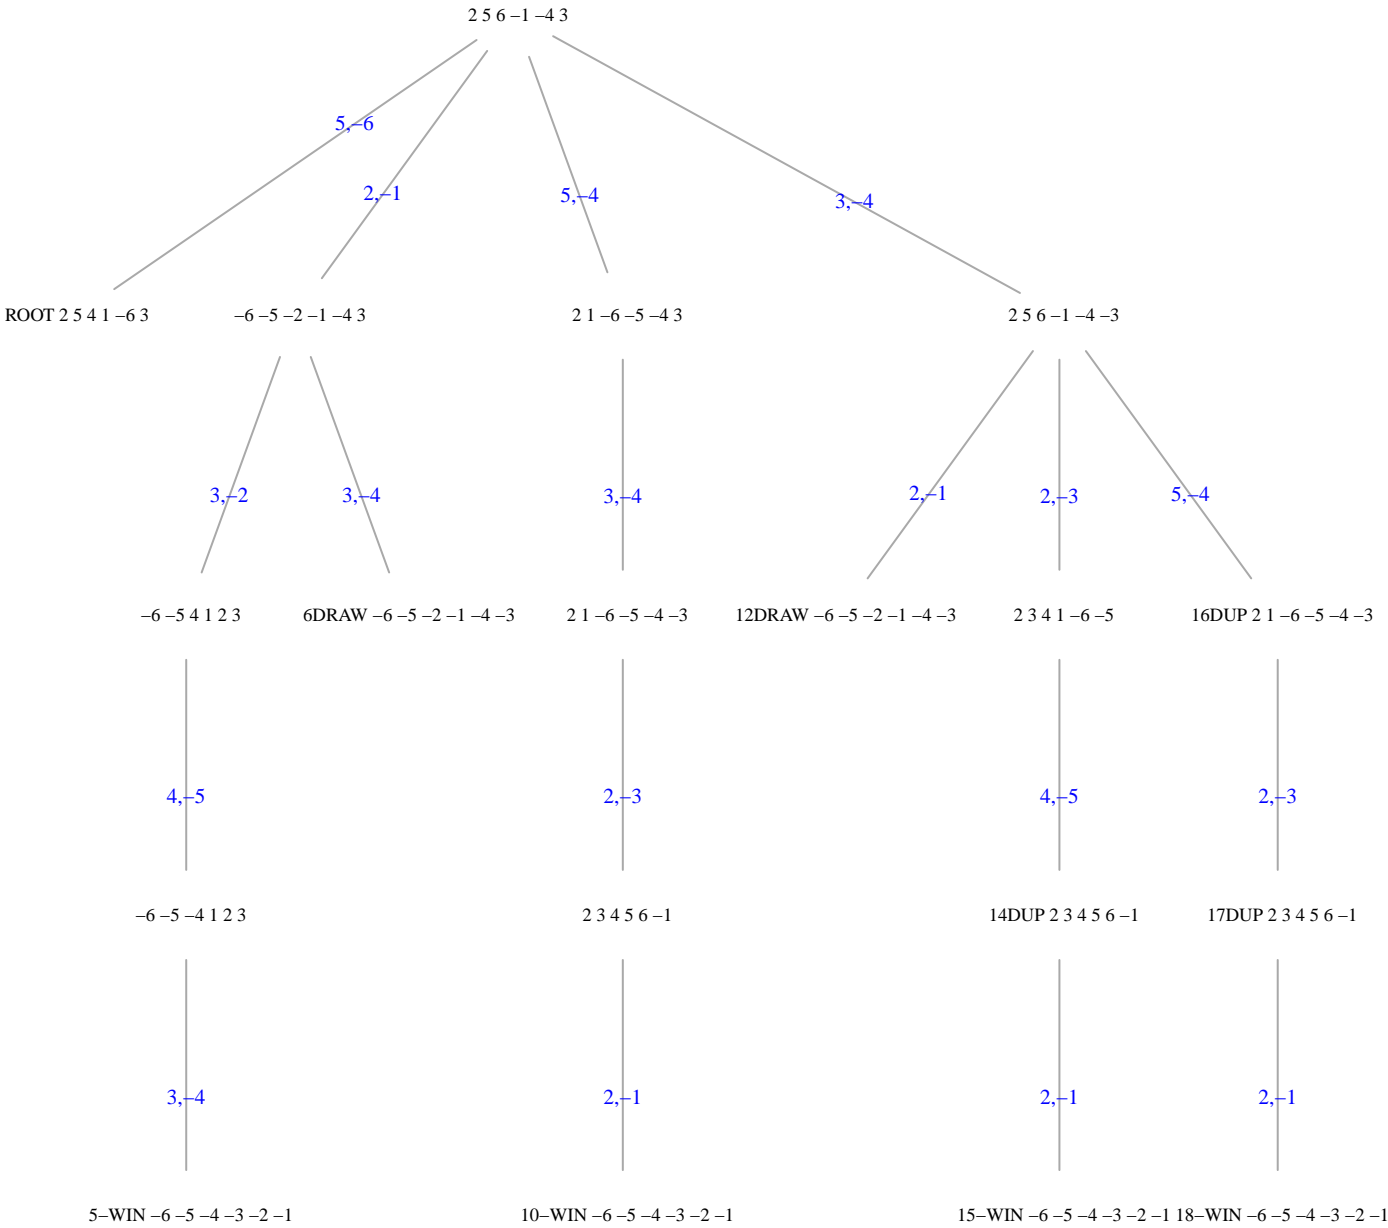 2 5 6 –1 –4 3
5,–6
2,–1
5,–4
3,–4
ROOT 2 5 4 1 –6 3
–6 –5 –2 –1 –4 3
2 1 –6 –5 –4 3
2 5 6 –1 –4 –3
3,–2
3,–4
3,–4
2,–1
2,–3
5,–4
–6 –5 4 1 2 3
6DRAW –6 –5 –2 –1 –4 –3
2 1 –6 –5 –4 –3
12DRAW –6 –5 –2 –1 –4 –3
2 3 4 1 –6 –5
16DUP 2 1 –6 –5 –4 –3
4,–5
2,–3
4,–5
2,–3
–6 –5 –4 1 2 3
2 3 4 5 6 –1
14DUP 2 3 4 5 6 –1
17DUP 2 3 4 5 6 –1
3,–4
2,–1
2,–1
2,–1
5–WIN –6 –5 –4 –3 –2 –1
10–WIN –6 –5 –4 –3 –2 –1
15–WIN –6 –5 –4 –3 –2 –1
18–WIN –6 –5 –4 –3 –2 –1